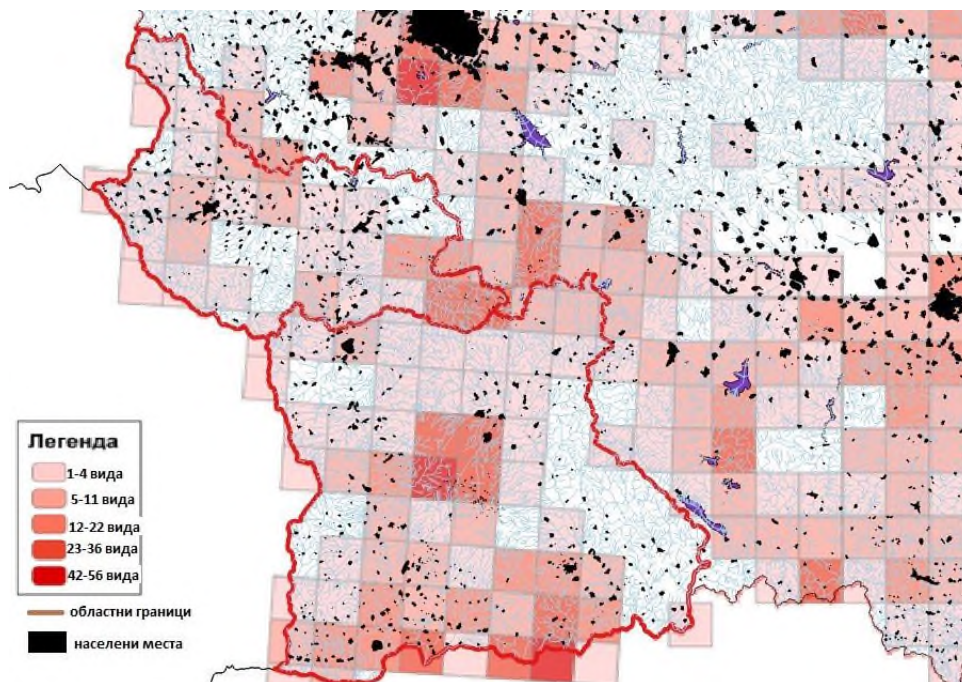 Легенда
1-4 вида
5-11 вида
12-22 вида
23-36 вида
42-56 вида
областни граници
населени места